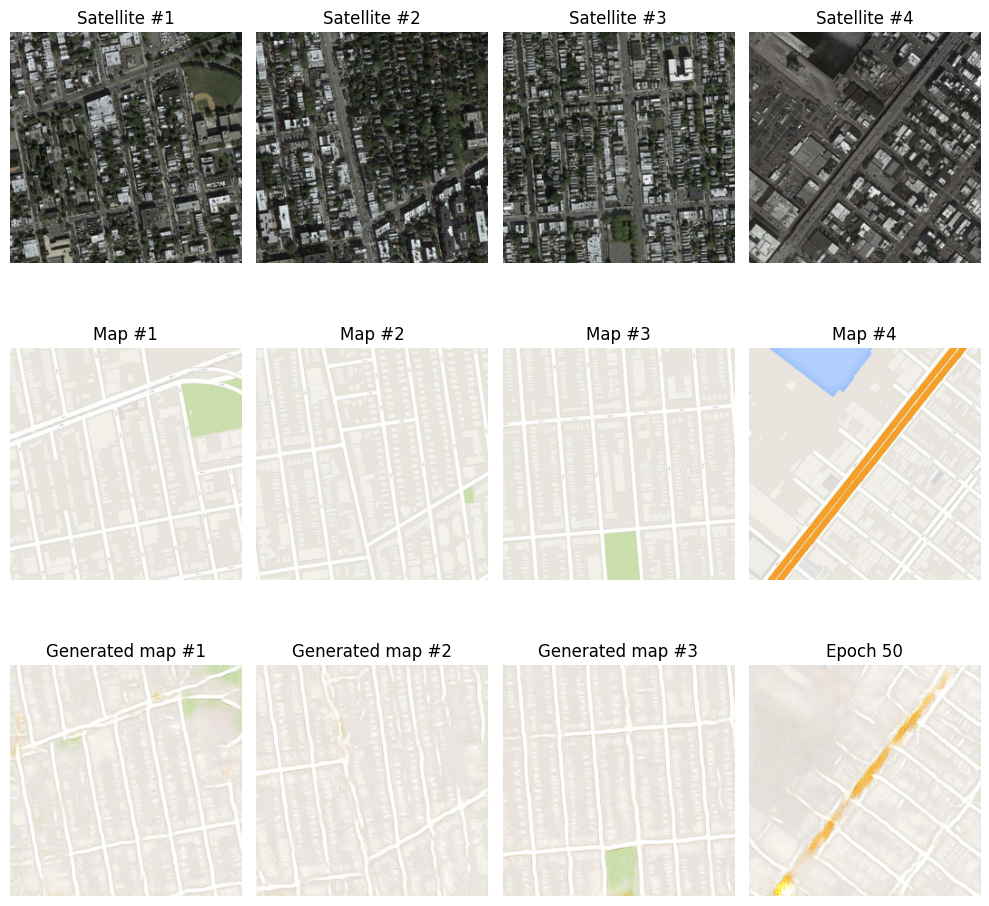 Satellite #1
Satellite #2
Satellite #3
Satellite #4
Map #1
Map #2
Map #3
Map #4
Generated map #1
Generated map #2
Generated map #3
Epoch 50